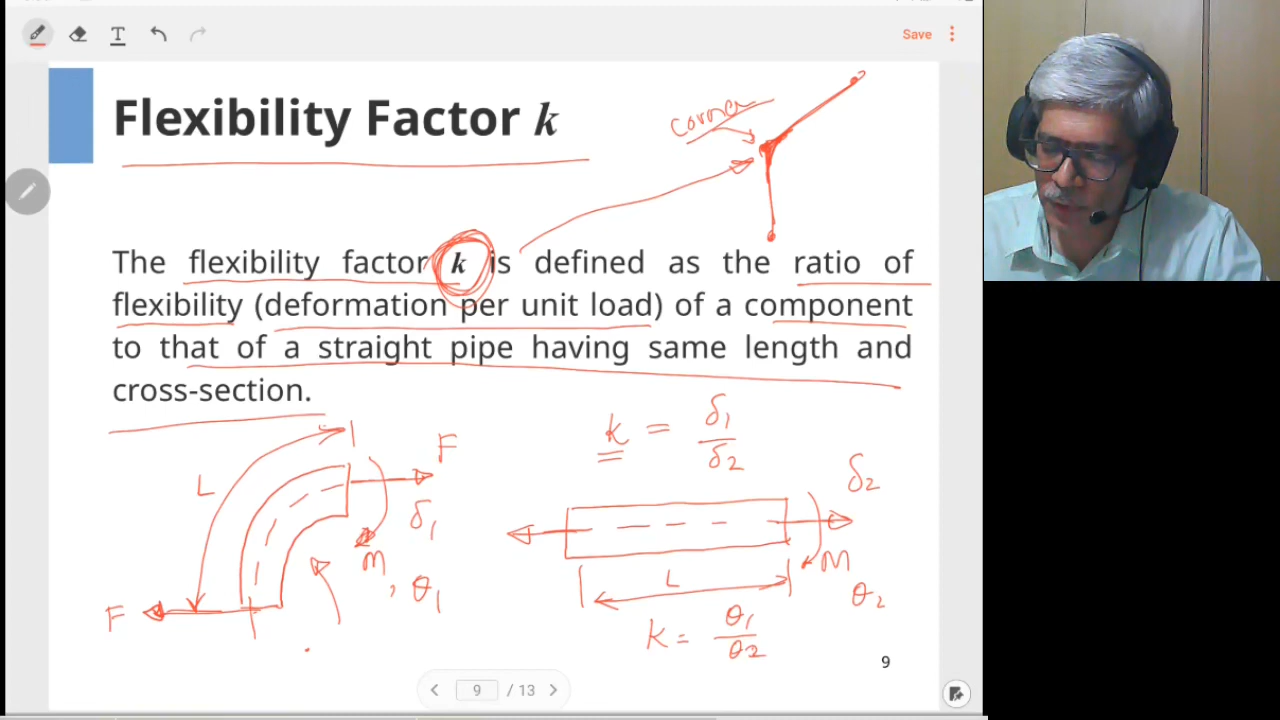 Save
Flexibility Factor k
corner
The flexibility factor k is defined as the ratio of
flexibility (deformation per unit load) of a component
to that of a straight pipe having same length and
cross-section.
k = δ1/δ2
L
F
δ1
M, θ1
F
δ2
M
θ2
L
k = θ1/θ2
9
9 / 13